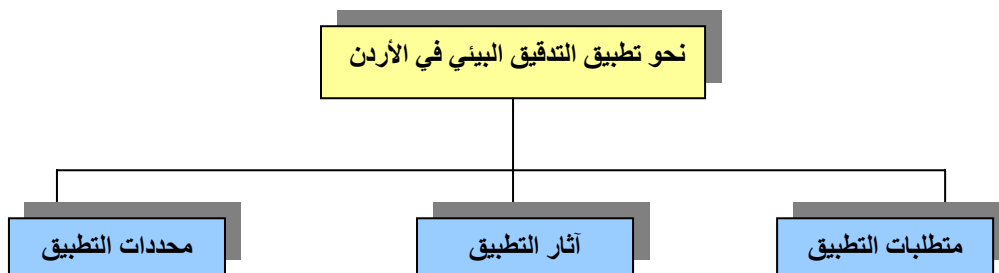 نحو تطبيق التدقيق البيئي في الأردن
متطلبات التطبيق
آثار التطبيق
محددات التطبيق